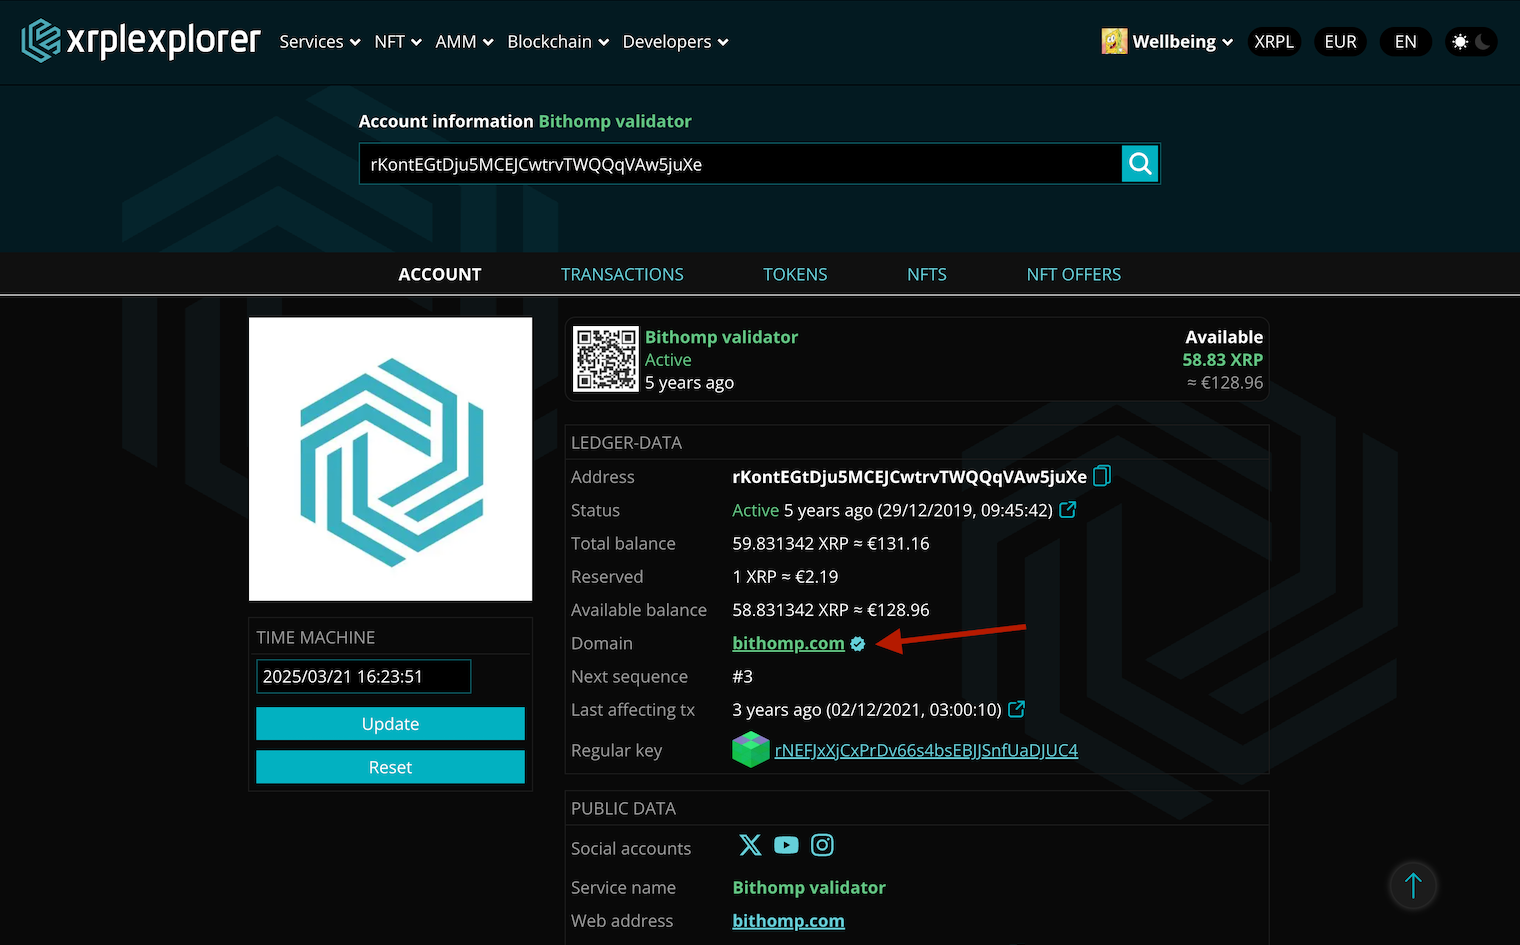 xrplexplorer Services NFT AMM Blockchain Developers Wellbeing XRPL EUR EN
Account information Bithomp validator
rKontEGtDju5MCEJCwtrvTWQQqVAw5juXe
ACCOUNT TRANSACTIONS TOKENS NFTS NFT OFFERS
Bithomp validator
Active
5 years ago
Available
58.83 XRP
≈ €128.96
LEDGER-DATA
Address rKontEGtDju5MCEJCwtrvTWQQqVAw5juXe
Status Active 5 years ago (29/12/2019, 09:45:42)
Total balance 59.831342 XRP ≈ €131.16
Reserved 1 XRP ≈ €2.19
Available balance 58.831342 XRP ≈ €128.96
Domain bithomp.com
Next sequence #3
Last affecting tx 3 years ago (02/12/2021, 03:00:10)
Regular key rNEFJxXjCxPrDv66s4bsEBJJSnfUaDJUC4
TIME MACHINE
2025/03/21 16:23:51
Update
Reset
PUBLIC DATA
Social accounts
Service name Bithomp validator
Web address bithomp.com